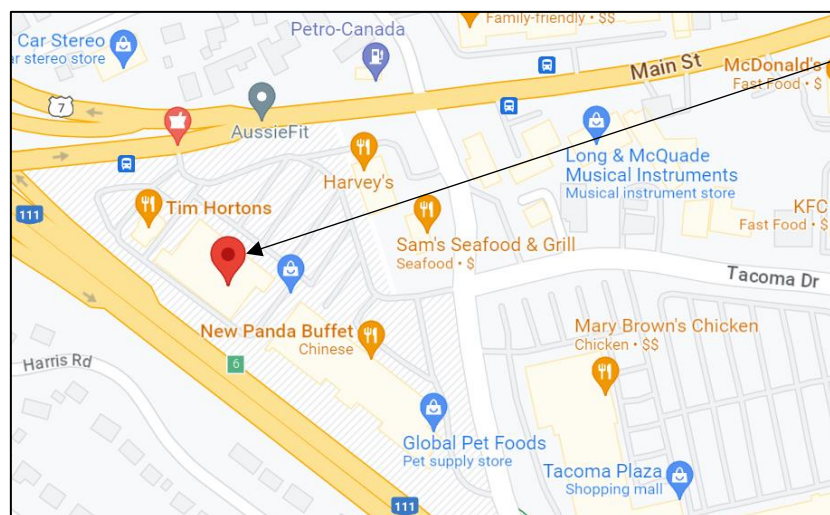 Family-friendly • $$
Petro-Canada
Car Stereo
ar stereo store
Main St
McDonald's
Fast Food • $
7
AussieFit
Long & McQuade
Musical Instruments
Musical instrument store
Harvey's
Tim Hortons
111
KFC
Fast Food • $
Sam's Seafood & Grill
Seafood • $
Tacoma Dr
New Panda Buffet
Chinese
Mary Brown's Chicken
Chicken • $$
Harris Rd
6
Global Pet Foods
Pet supply store
Tacoma Plaza
Shopping mall
111